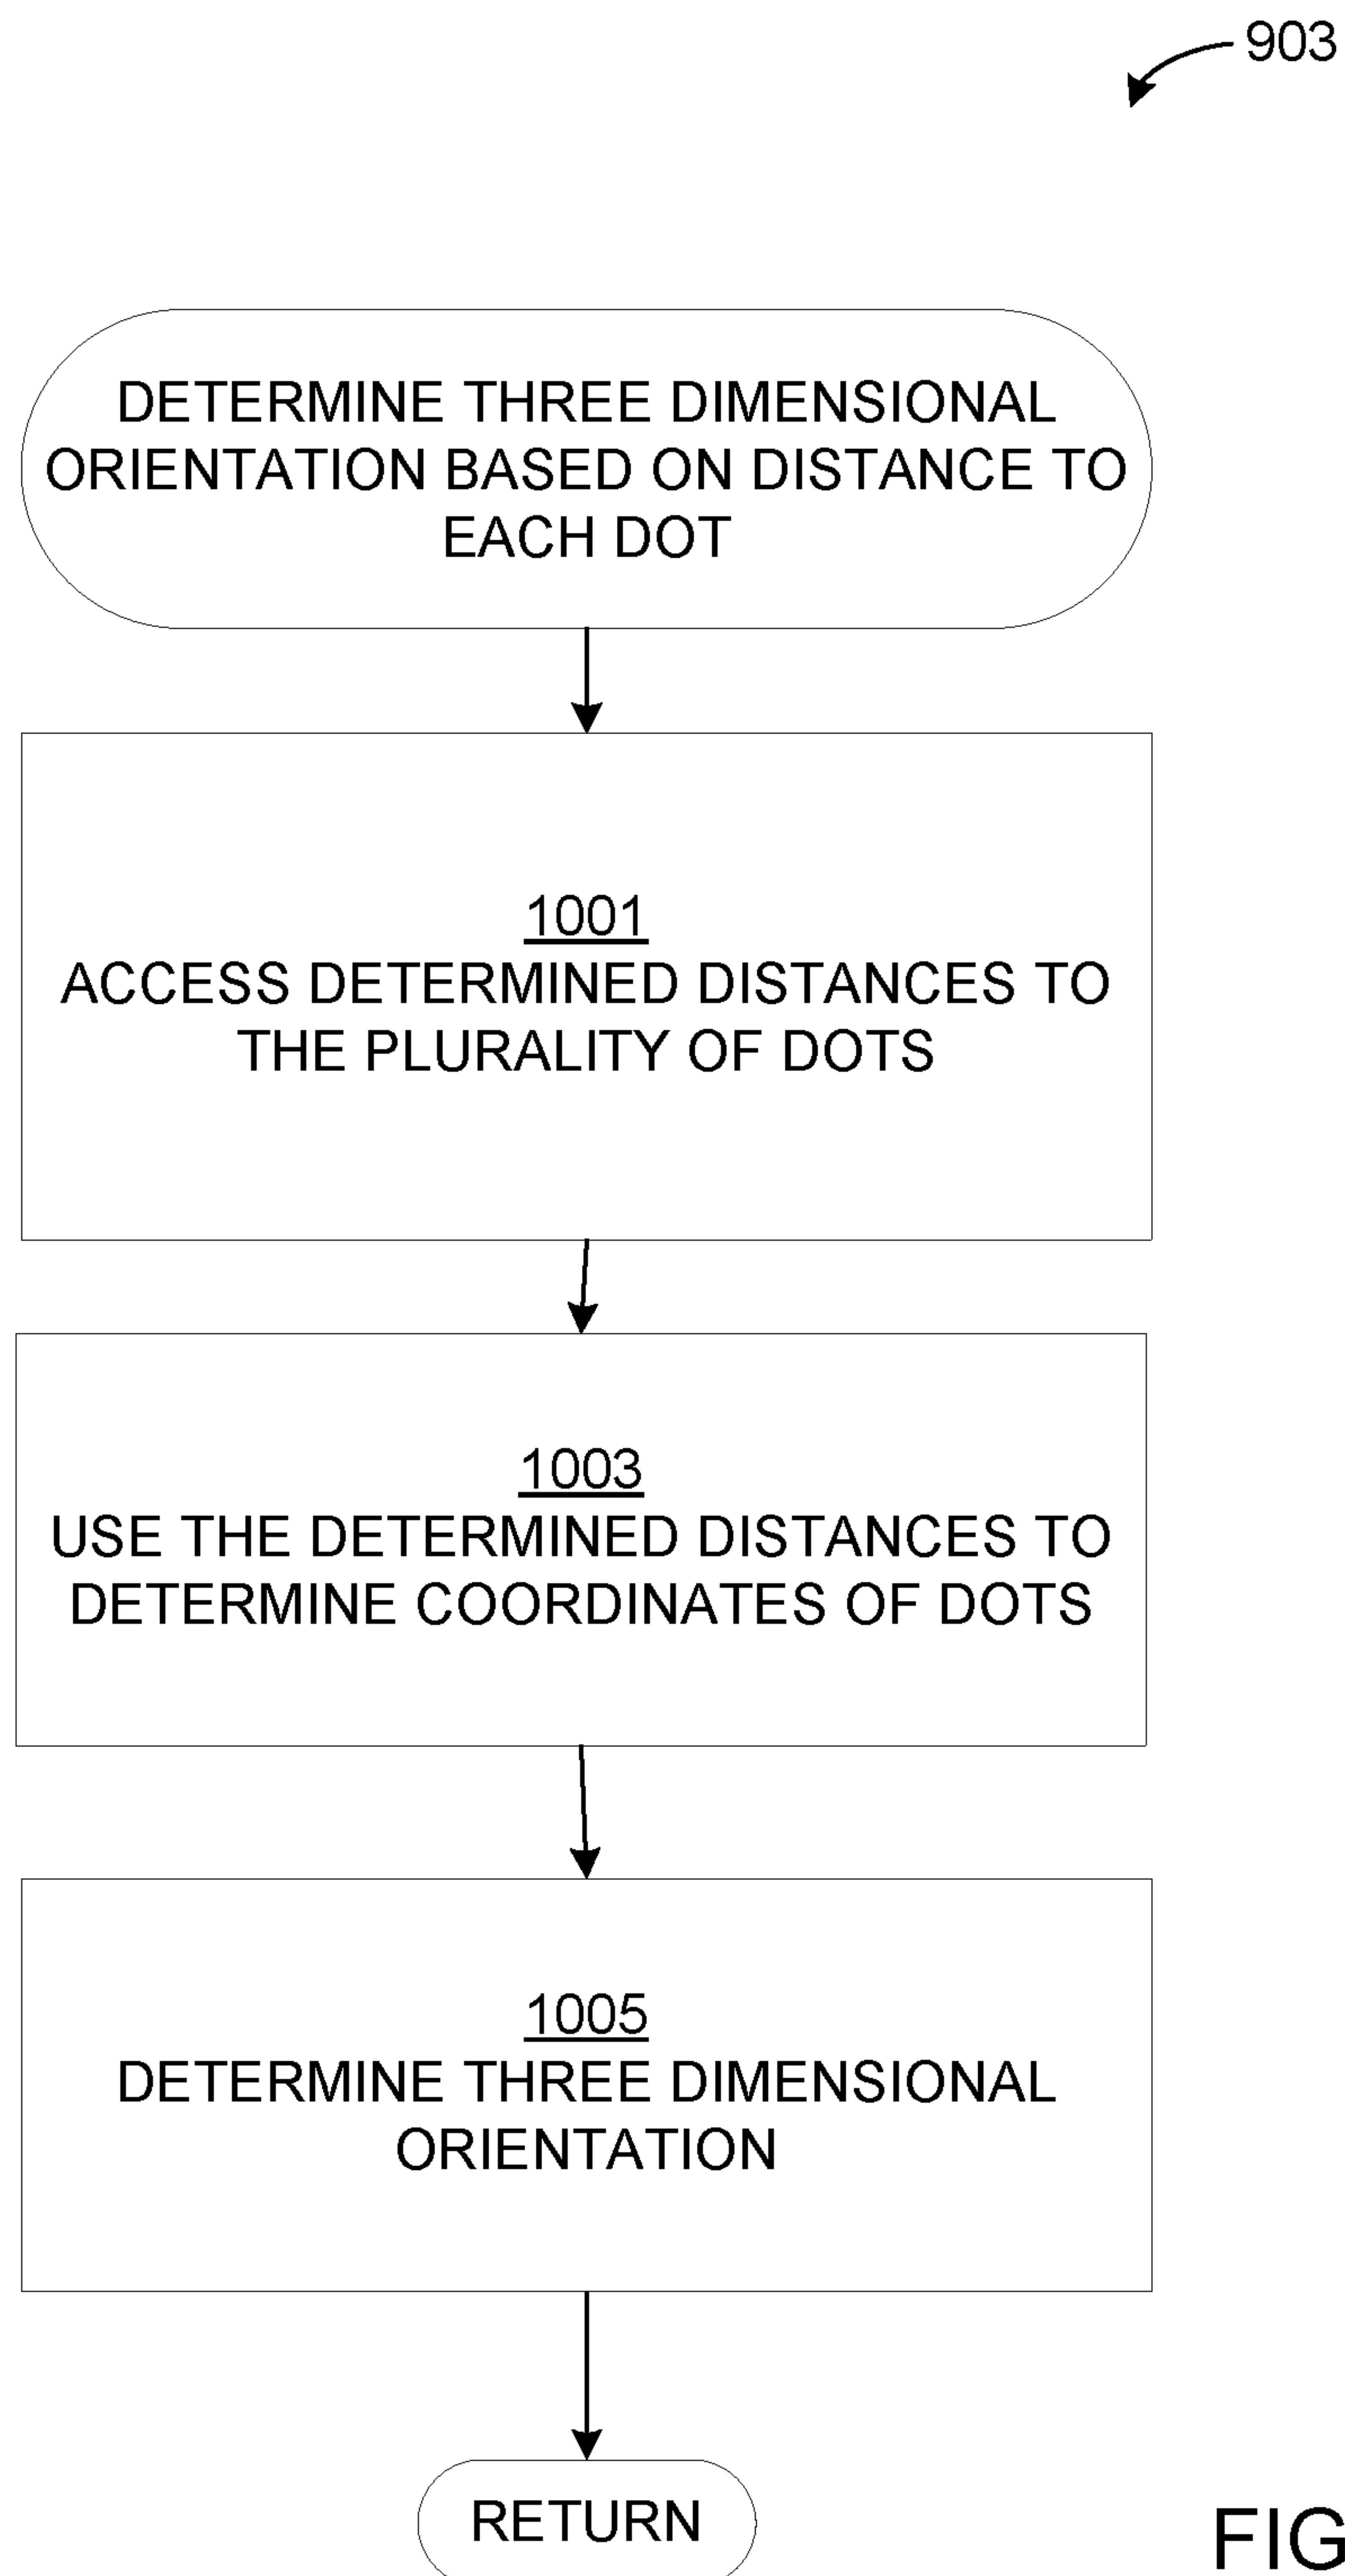 903
DETERMINE THREE DIMENSIONAL
ORIENTATION BASED ON DISTANCE TO
EACH DOT
1001
ACCESS DETERMINED DISTANCES TO
THE PLURALITY OF DOTS
1003
USE THE DETERMINED DISTANCES TO
DETERMINE COORDINATES OF DOTS
1005
DETERMINE THREE DIMENSIONAL
ORIENTATION
RETURN
FIG